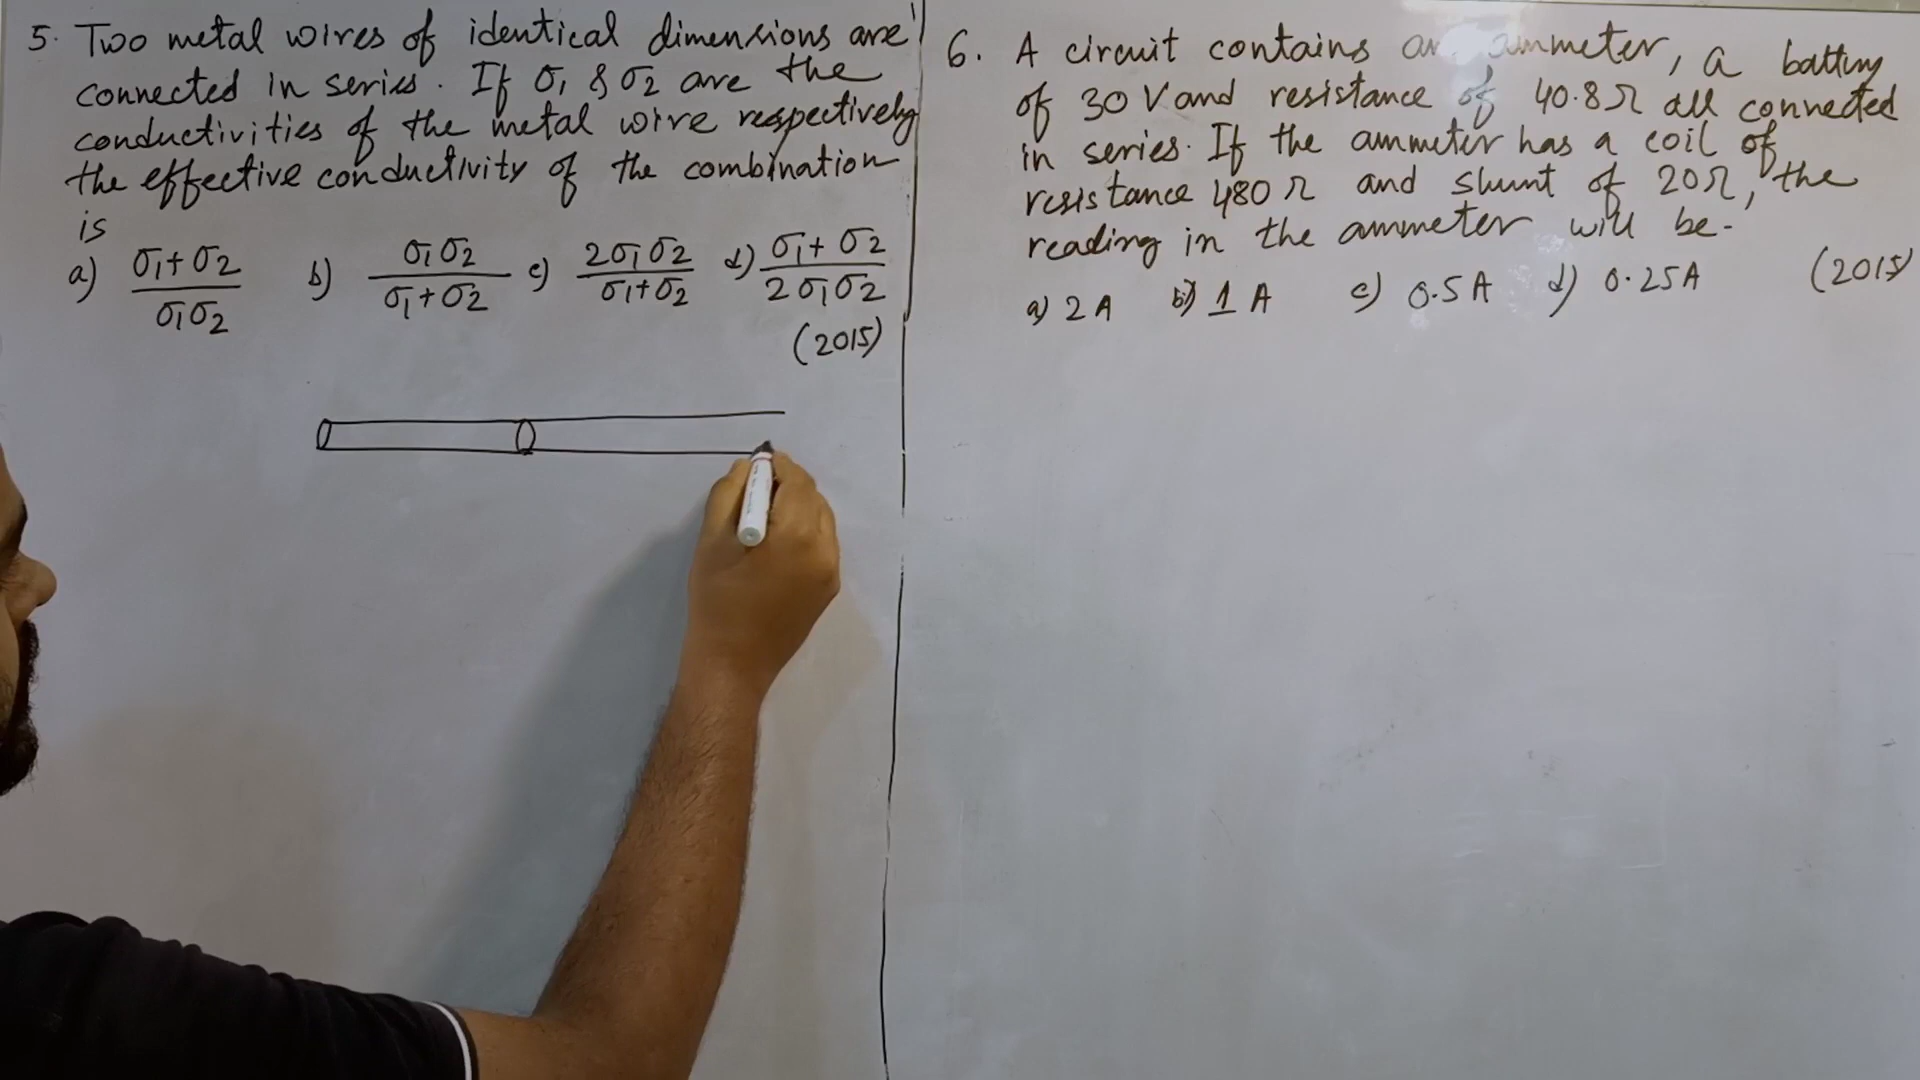 5. Two metal wires of identical dimensions are
connected in series. If σ1 & σ2 are the
conductivities of the metal wire respectively
the effective conductivity of the combination
is
a) σ1+σ2 / σ1σ2 b) σ1σ2 / σ1+σ2 c) 2σ1σ2 / σ1+σ2 d) σ1+σ2 / 2σ1σ2
(2015)
6. A circuit contains an ammeter, a battery
of 30 V and resistance of 40.8Ω all connected
in series. If the ammeter has a coil of
resistance 480 Ω and shunt of 20Ω, the
reading in the ammeter will be-
a) 2 A b) 1 A c) 0.5 A d) 0.25 A (2015)